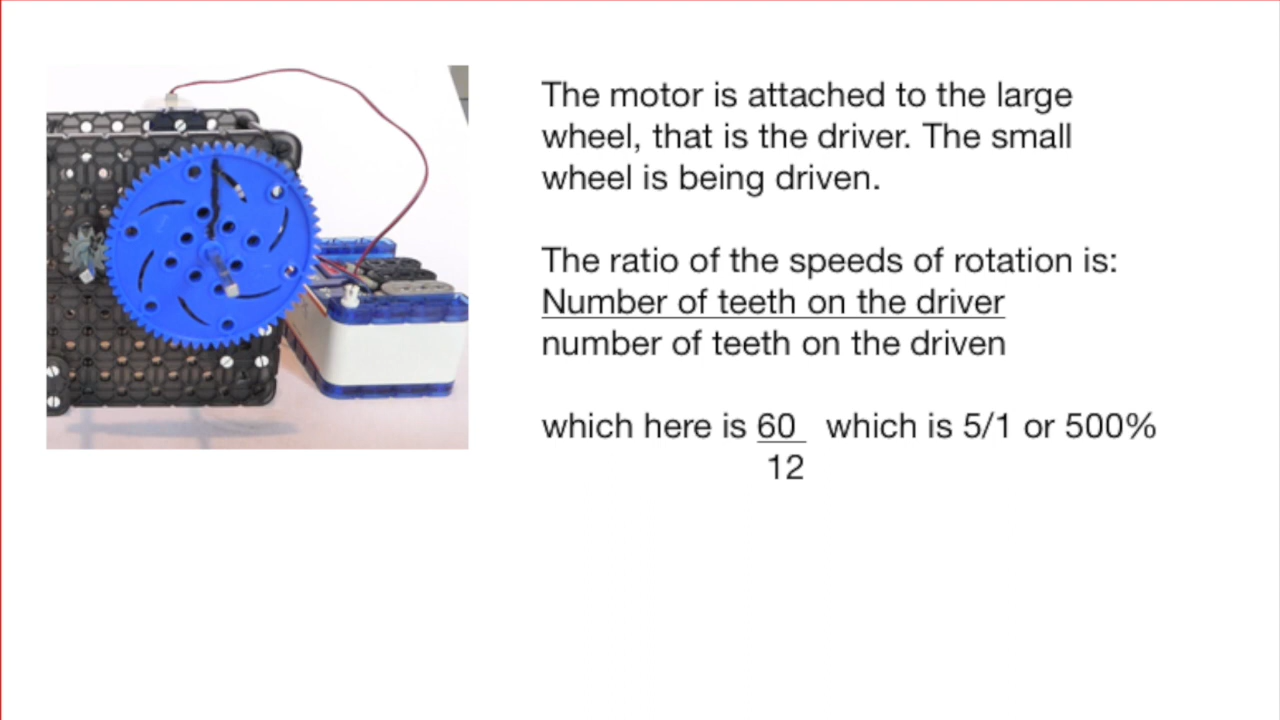 The motor is attached to the large
wheel, that is the driver. The small
wheel is being driven.
The ratio of the speeds of rotation is:
Number of teeth on the driver
number of teeth on the driven
which here is 60 which is 5/1 or 500%
12